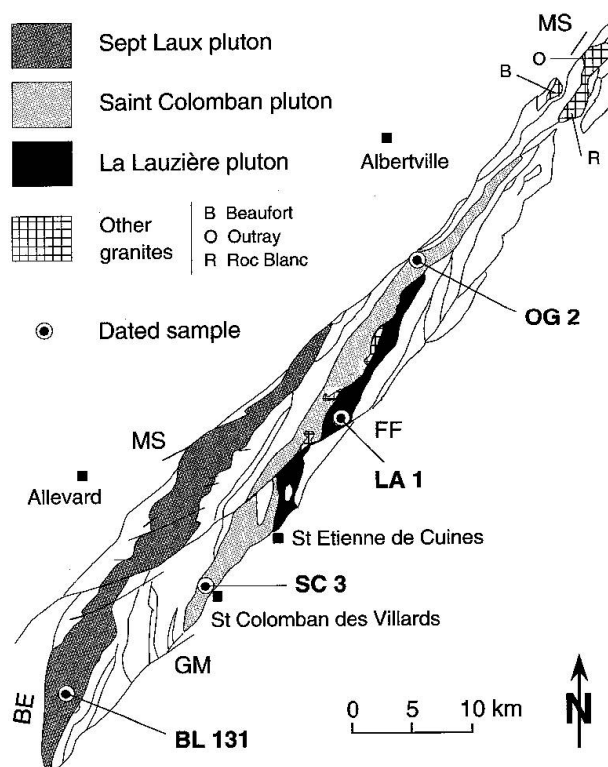 Sept Laux pluton
Saint Colomban pluton
La Lauzière pluton
Other
granites
B Beaufort
O Outray
R Roc Blanc
Dated sample
MS
O
B
R
Albertville
OG 2
MS
FF
LA 1
Allevard
St Etienne de Cuines
SC 3
St Colomban des Villards
GM
BE
BL 131
0 5 10 km
N